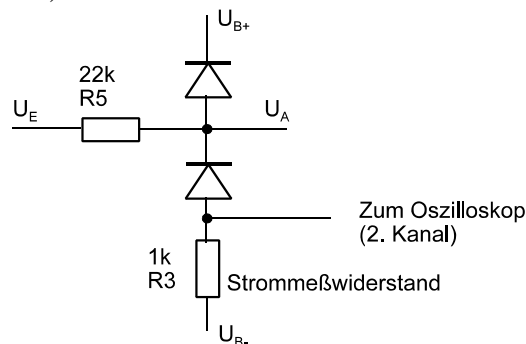 U_B+
22k
R5
U_E
U_A
Zum Oszilloskop
(2. Kanal)
1k
R3
Strommeßwiderstand
U_B-